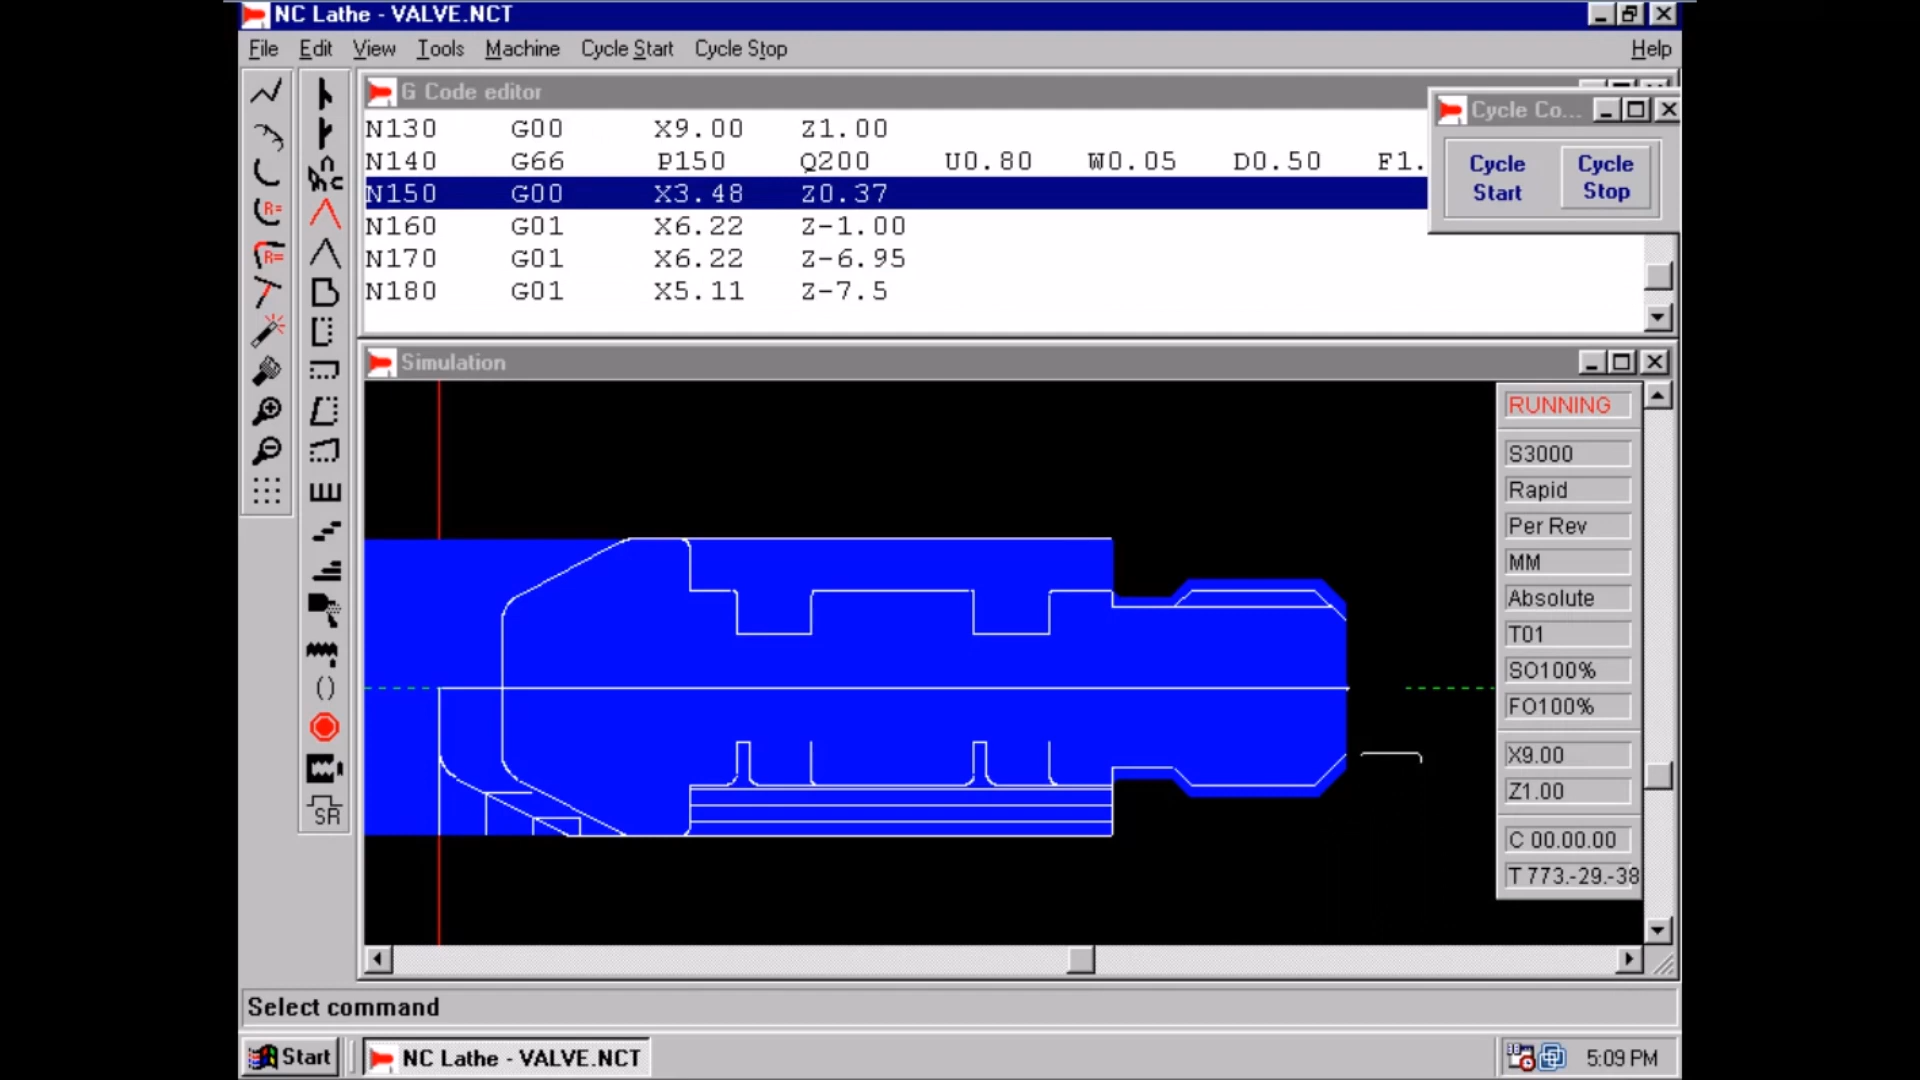 NC Lathe - VALVE.NCT
File Edit View Tools Machine Cycle Start Cycle Stop Help
G Code editor
N130 G00 X9.00 Z1.00
N140 G66 P150 Q200 U0.80 W0.05 D0.50 F1.
N150 G00 X3.48 Z0.37
N160 G01 X6.22 Z-1.00
N170 G01 X6.22 Z-6.95
N180 G01 X5.11 Z-7.5
Cycle Co...
Cycle Start
Cycle Stop
R=
R=
SR
Simulation
RUNNING
S3000
Rapid
Per Rev
MM
Absolute
T01
SO100%
FO100%
X9.00
Z1.00
C 00.00.00
T 773.-29.-38
Select command
Start NC Lathe - VALVE.NCT 5:09 PM